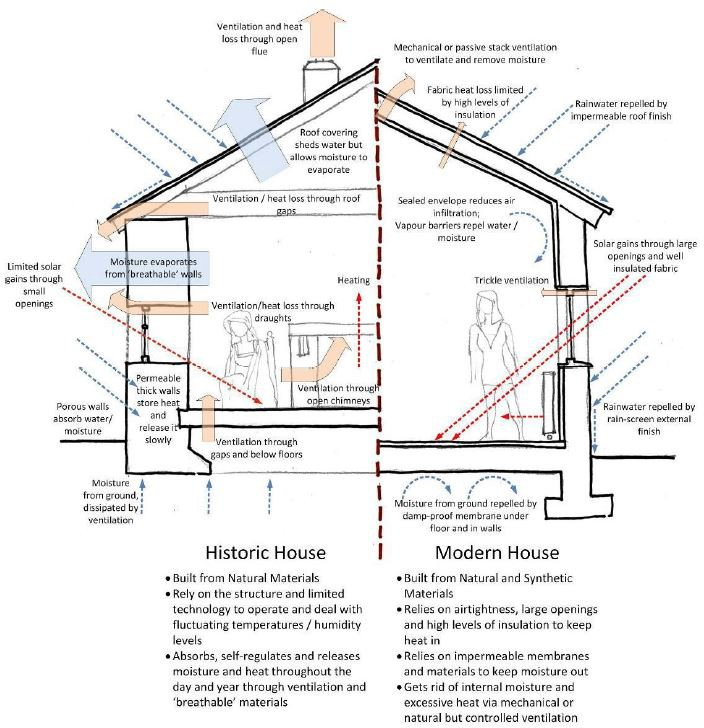 Ventilation and heat
loss through open
flue
Mechanical or passive stack ventilation
to ventilate and remove moisture
Fabric heat loss limited
by high levels of
insulation
Rainwater repelled by
impermeable roof finish
Roof covering
sheds water but
allows moisture to
evaporate
Ventilation / heat loss through roof
gaps
Sealed envelope reduces air
infiltration;
Vapour barriers repel water /
moisture
Solar gains through large
openings and well
insulated fabric
Moisture evaporates
from ‘breathable’ walls
Limited solar
gains through
small
openings
Heating
Trickle ventilation
Ventilation/heat loss through
draughts
Permeable
thick walls
store heat
and
release it
slowly
Ventilation through
open chimneys
Porous walls
absorb water/
moisture
Rainwater repelled by
rain-screen external
finish
Ventilation through
gaps and below floors
Moisture
from ground,
dissipated by
ventilation
Moisture from ground repelled by
damp-proof membrane under
floor and in walls
Historic House
• Built from Natural Materials
• Rely on the structure and limited
technology to operate and deal with
fluctuating temperatures / humidity
levels
• Absorbs, self-regulates and releases
moisture and heat throughout the
day and year through ventilation and
‘breathable’ materials
Modern House
• Built from Natural and Synthetic
Materials
• Relies on airtightness, large openings
and high levels of insulation to keep
heat in
• Relies on impermeable membranes
and materials to keep moisture out
• Gets rid of internal moisture and
excessive heat via mechanical or
natural but controlled ventilation